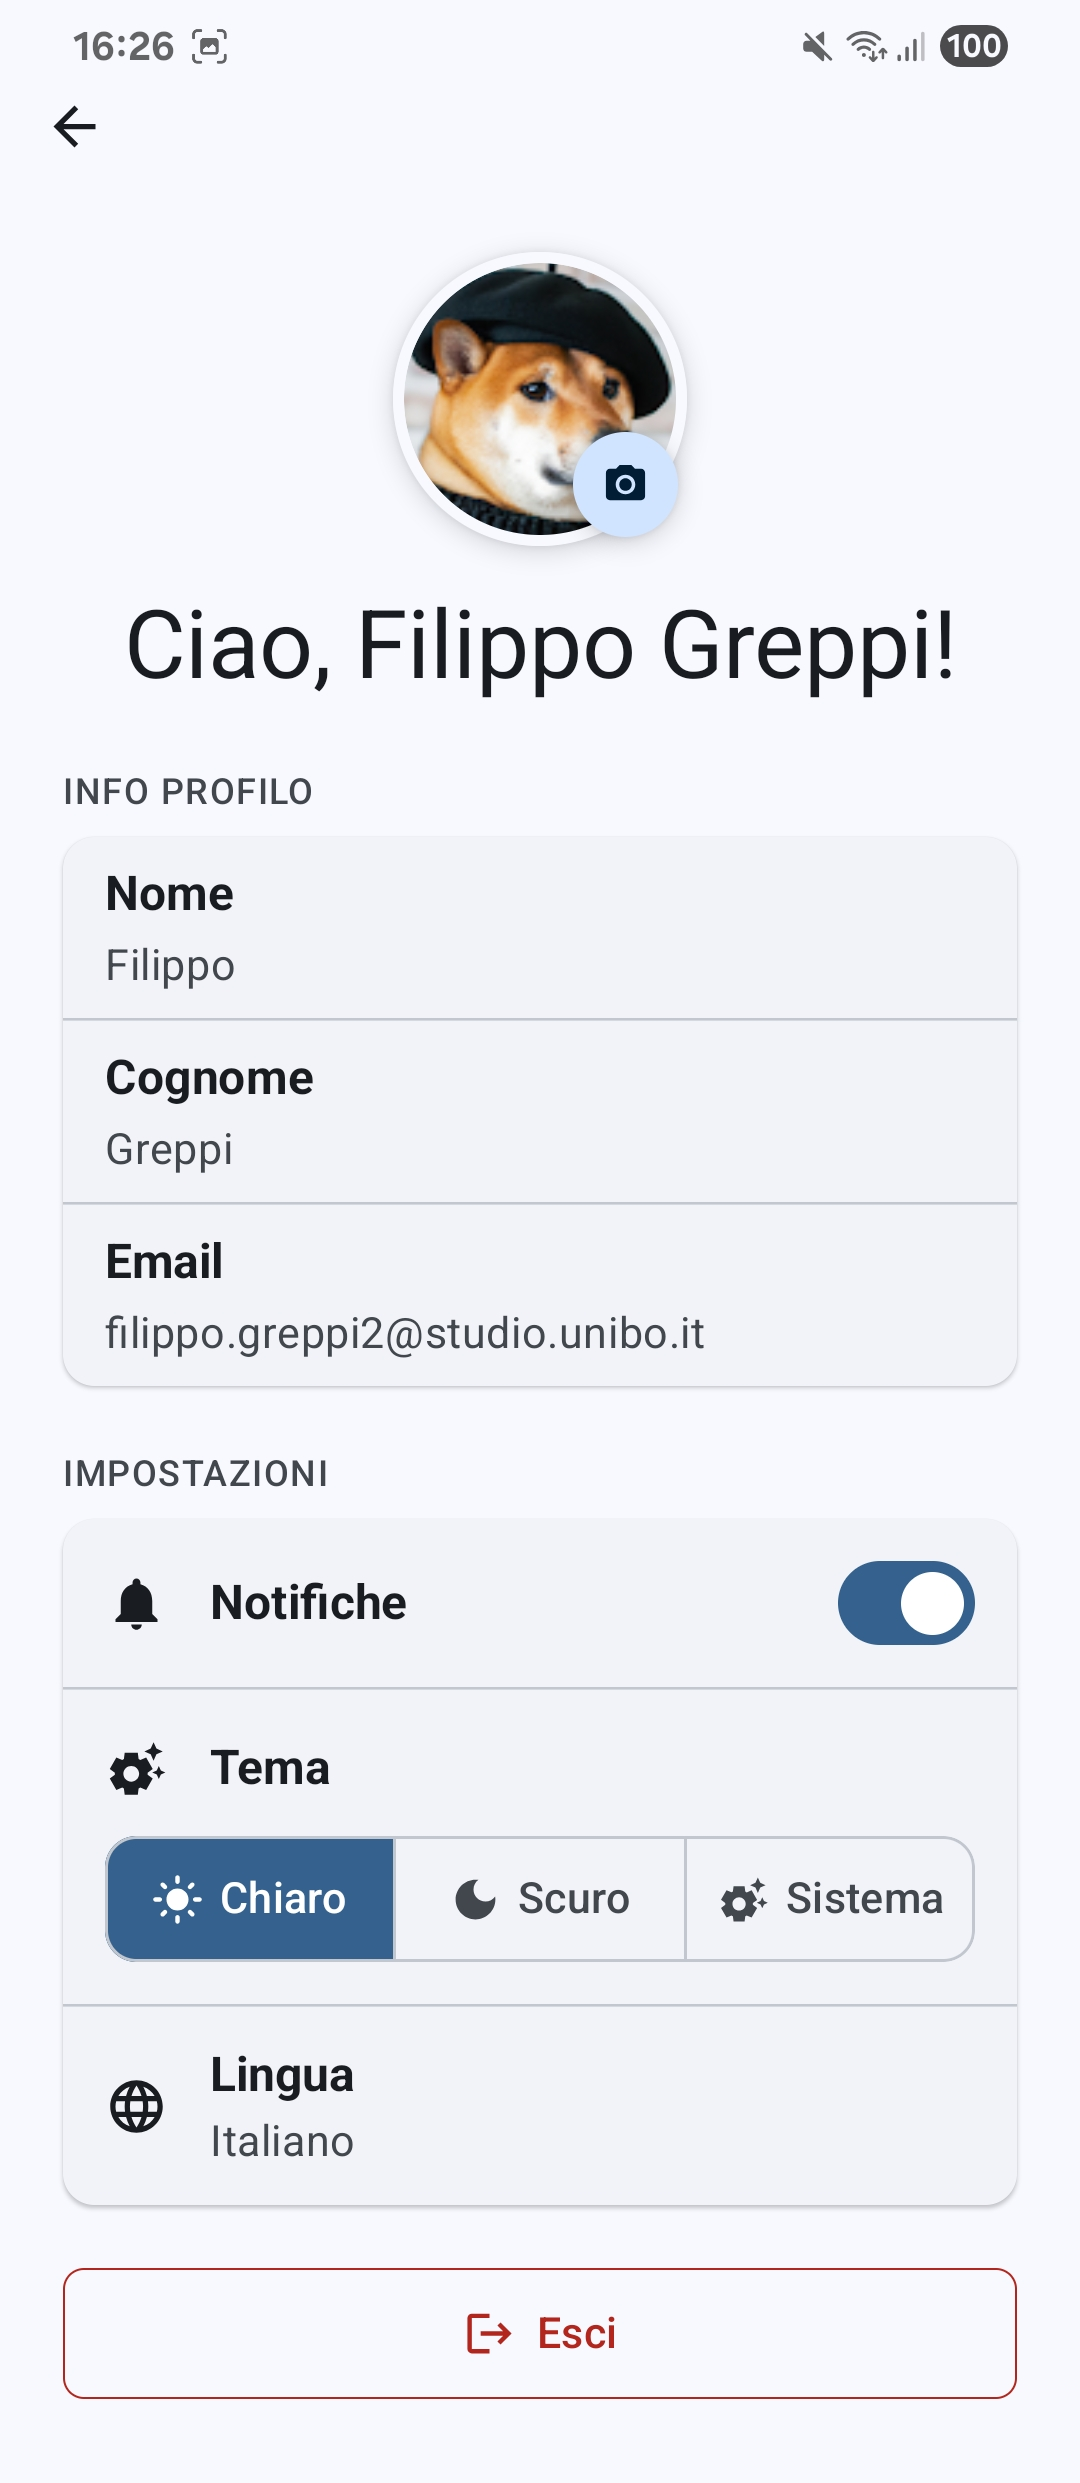 16:26
100
Ciao, Filippo Greppi!
INFO PROFILO
Nome
Filippo
Cognome
Greppi
Email
filippo.greppi2@studio.unibo.it
IMPOSTAZIONI
Notifiche
Tema
Chiaro Scuro Sistema
Lingua
Italiano
Esci